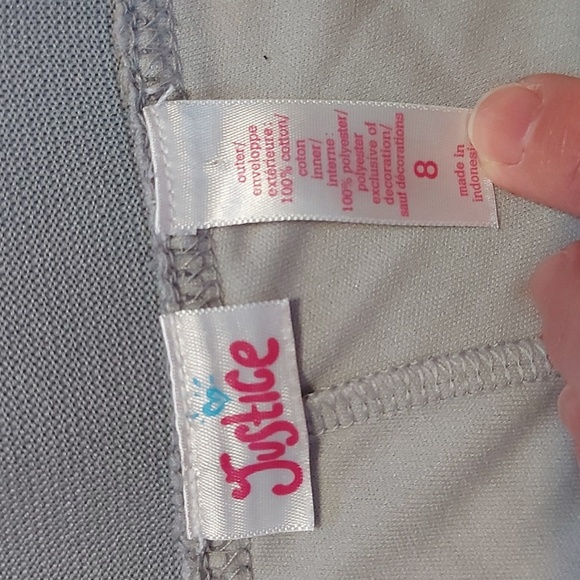 outer/
enveloppe
extérieure:
100% cotton/
coton
inner/
interne:
100% polyester/
polyester
exclusive of
decoration/
sauf décorations
8
made in
indonesi
Justice